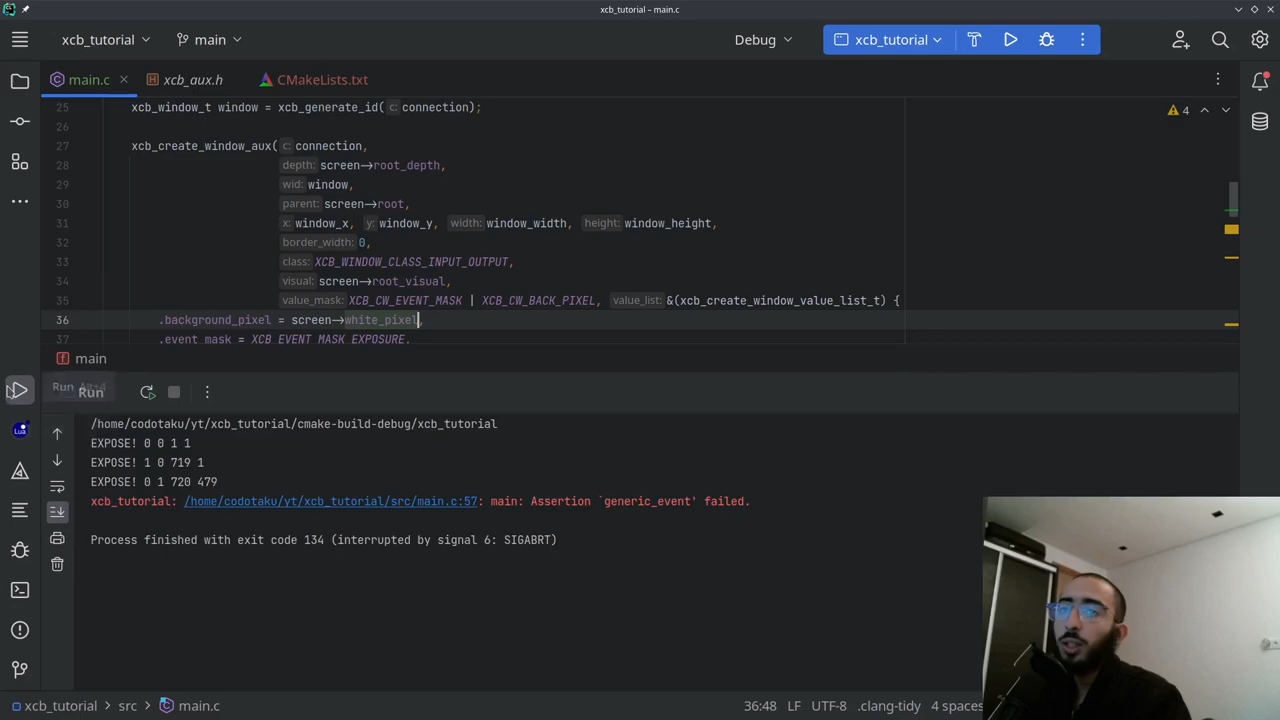 xcb_tutorial – main.c
xcb_tutorial
main
Debug
xcb_tutorial
main.c
xcb_aux.h
CMakeLists.txt
4
25 xcb_window_t window = xcb_generate_id( c: connection);
26
27 xcb_create_window_aux( c: connection,
28 depth: screen→root_depth,
29 wid: window,
30 parent: screen→root,
31 x: window_x, y: window_y, width: window_width, height: window_height,
32 border_width: 0,
33 class: XCB_WINDOW_CLASS_INPUT_OUTPUT,
34 visual: screen→root_visual,
35 value_mask: XCB_CW_EVENT_MASK | XCB_CW_BACK_PIXEL, value_list: &(xcb_create_window_value_list_t) {
36 .background_pixel = screen→white_pixel,
37 .event_mask = XCB_EVENT_MASK_EXPOSURE,
main
Run
Run
/home/codotaku/yt/xcb_tutorial/cmake-build-debug/xcb_tutorial
EXPOSE! 0 0 1 1
EXPOSE! 1 0 719 1
EXPOSE! 0 1 720 479
xcb_tutorial: /home/codotaku/yt/xcb_tutorial/src/main.c:57: main: Assertion `generic_event' failed.
Process finished with exit code 134 (interrupted by signal 6: SIGABRT)
Lua
xcb_tutorial
src
main.c
36:48
LF
UTF-8
.clang-tidy
4 spaces